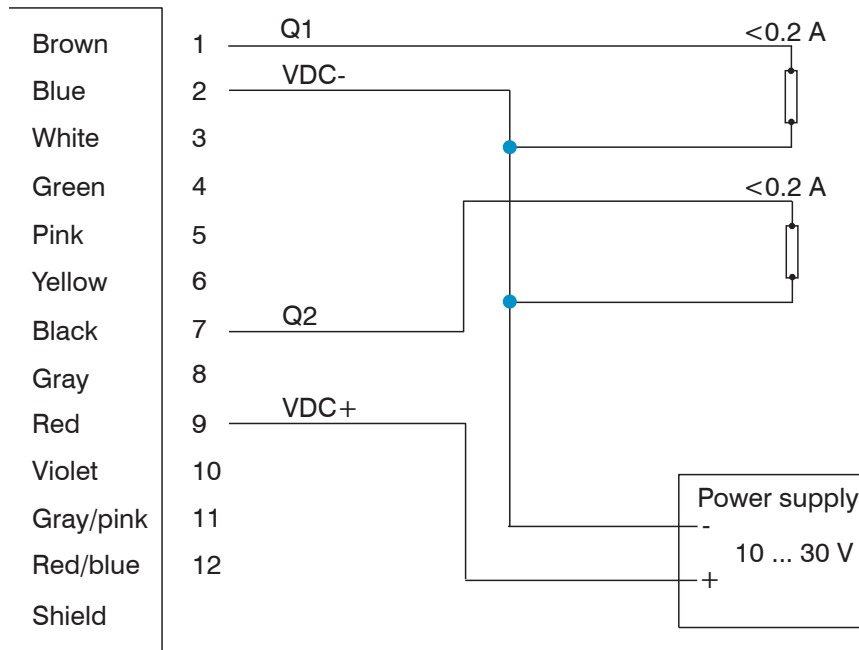 Brown 1 Q1 <0.2 A
Blue 2 VDC-
White 3
Green 4 <0.2 A
Pink 5
Yellow 6
Black 7 Q2
Gray 8
Red 9 VDC+
Violet 10
Power supply
Gray/pink 11 -
Red/blue 12 10 ... 30 V
+
Shield